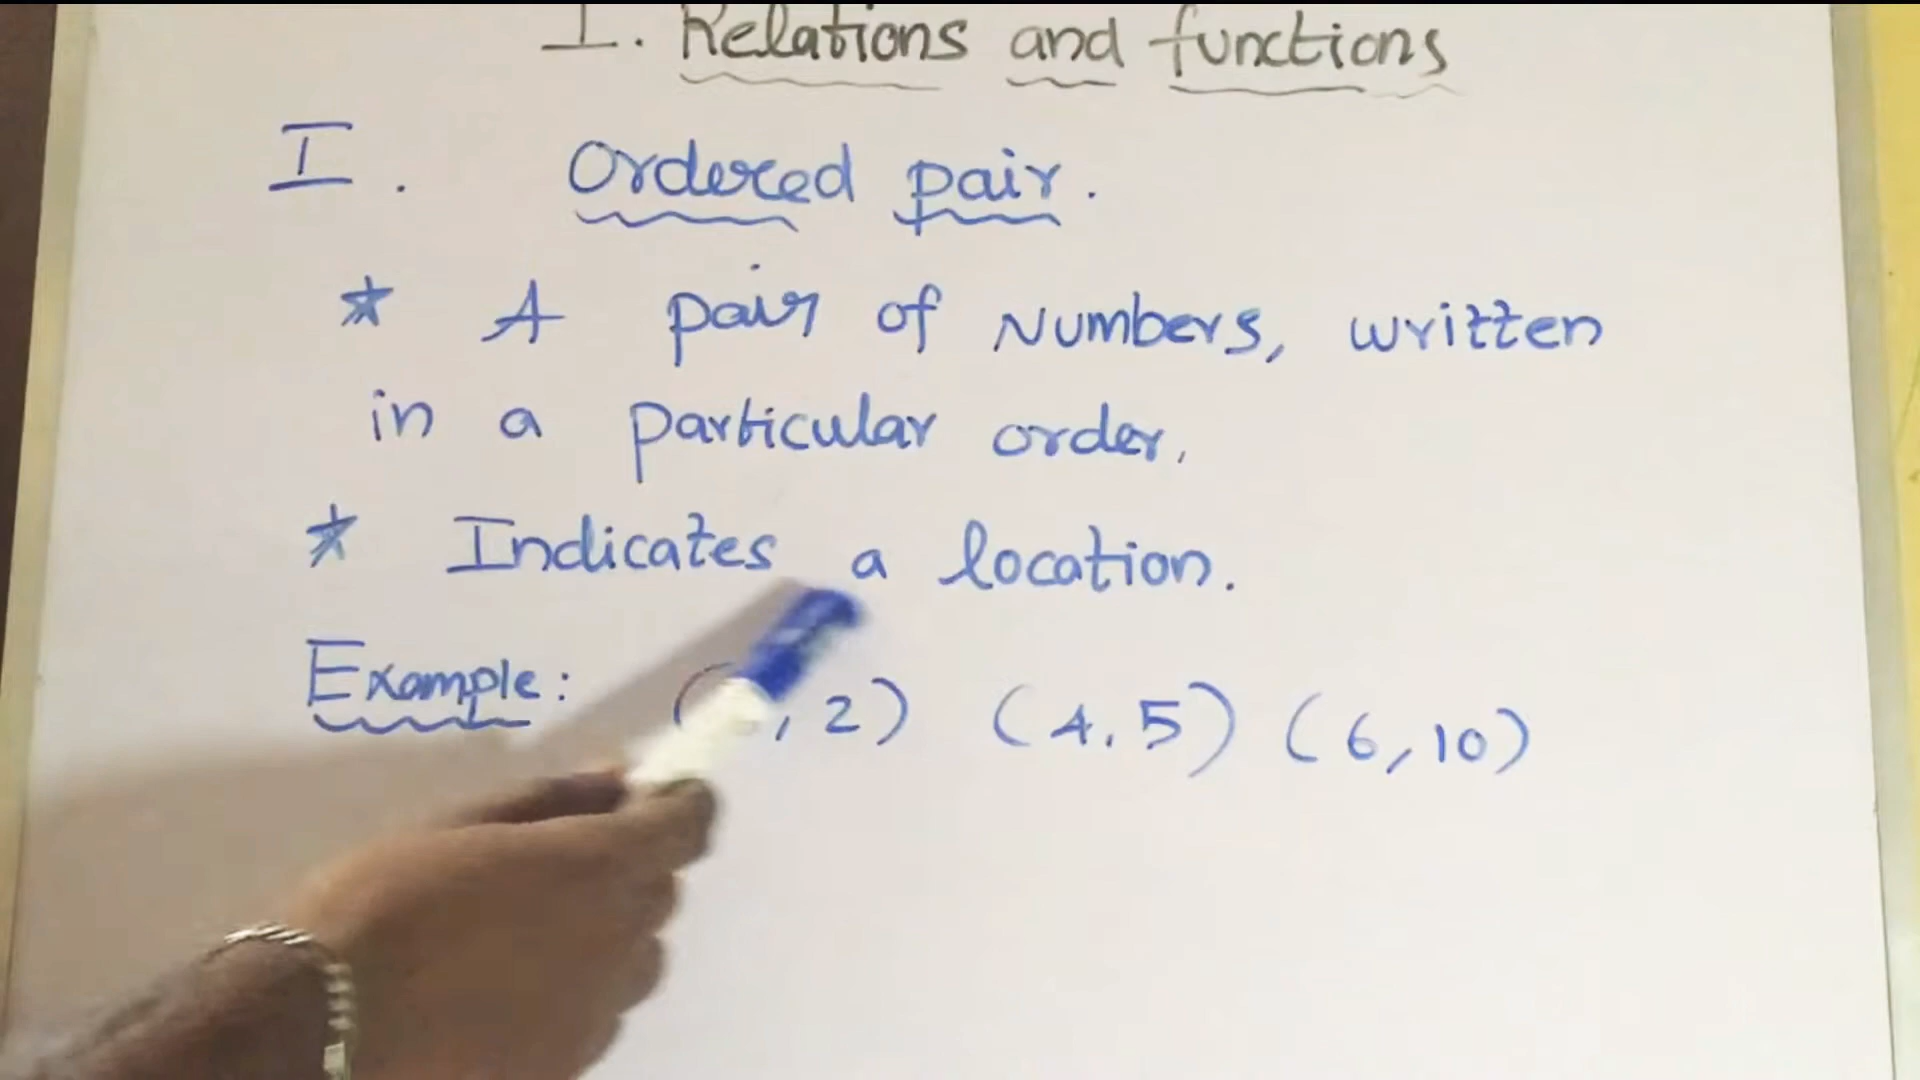 I. Relations and functions
I. Ordered pair.
* A pair of Numbers, written
in a particular order.
* Indicates a location.
Example: ( , 2) (4, 5) (6, 10)